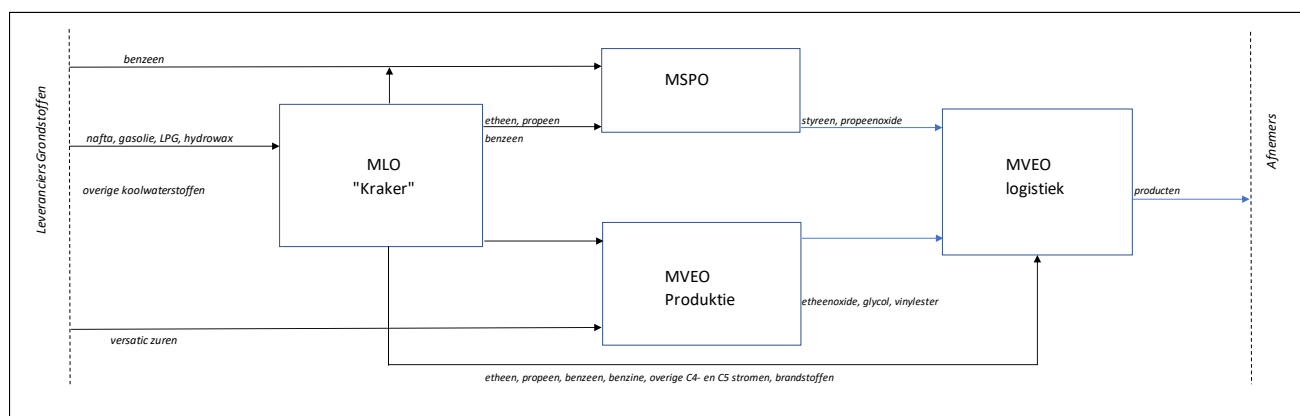 Leveranciers Grondstoffen
benzeen
nafta, gasolie, LPG, hydrowax
overige koolwaterstoffen
versatic zuren
MLO
"Kraker"
etheen, propeen
benzeen
MSPO
styreen, propeenoxide
MVEO
Produktie
etheenoxide, glycol, vinylester
MVEO
logistiek
producten
Afnemers
etheen, propeen, benzeen, benzine, overige C4- en C5 stromen, brandstoffen